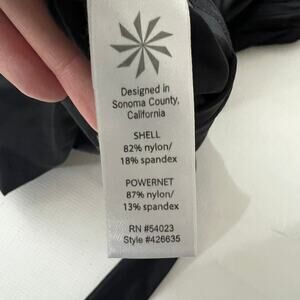 Designed in
Sonoma County,
California
SHELL
82% nylon/
18% spandex
POWERNET
87% nylon/
13% spandex
RN #54023
Style #426635